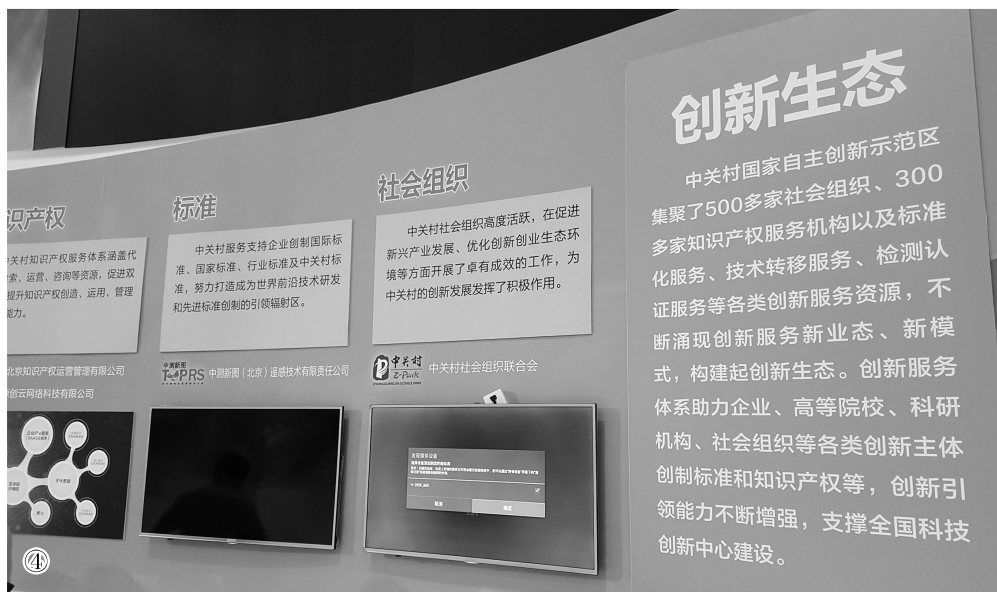 识产权
中关村知识产权服务体系涵盖代
索、运营、咨询等资源，促进双
提升知识产权创造、运用、管理
能力。
北京知识产权运营管理有限公司
创云网络科技有限公司
标准
中关村服务支持企业创制国际标
准、国家标准、行业标准及中关村标
准，努力打造成为世界前沿技术研发
和先进标准创制的引领辐射区。
中测新图
TOPRS
中测新图（北京）遥感技术有限责任公司
社会组织
中关村社会组织高度活跃，在促进
新兴产业发展、优化创新创业生态环
境等方面开展了卓有成效的工作，为
中关村的创新发展发挥了积极作用。
中关村
Z-Park
中关村社会组织联合会
取消
确定
创新生态
中关村国家自主创新示范区
集聚了500多家社会组织、300
多家知识产权服务机构以及标准
化服务、技术转移服务、检测认
证服务等各类创新服务资源，不
断涌现创新服务新业态、新模
式，构建起创新生态。创新服务
体系助力企业、高等院校、科研
机构、社会组织等各类创新主体
创制标准和知识产权等，创新引
领能力不断增强，支撑全国科技
创新中心建设。
④